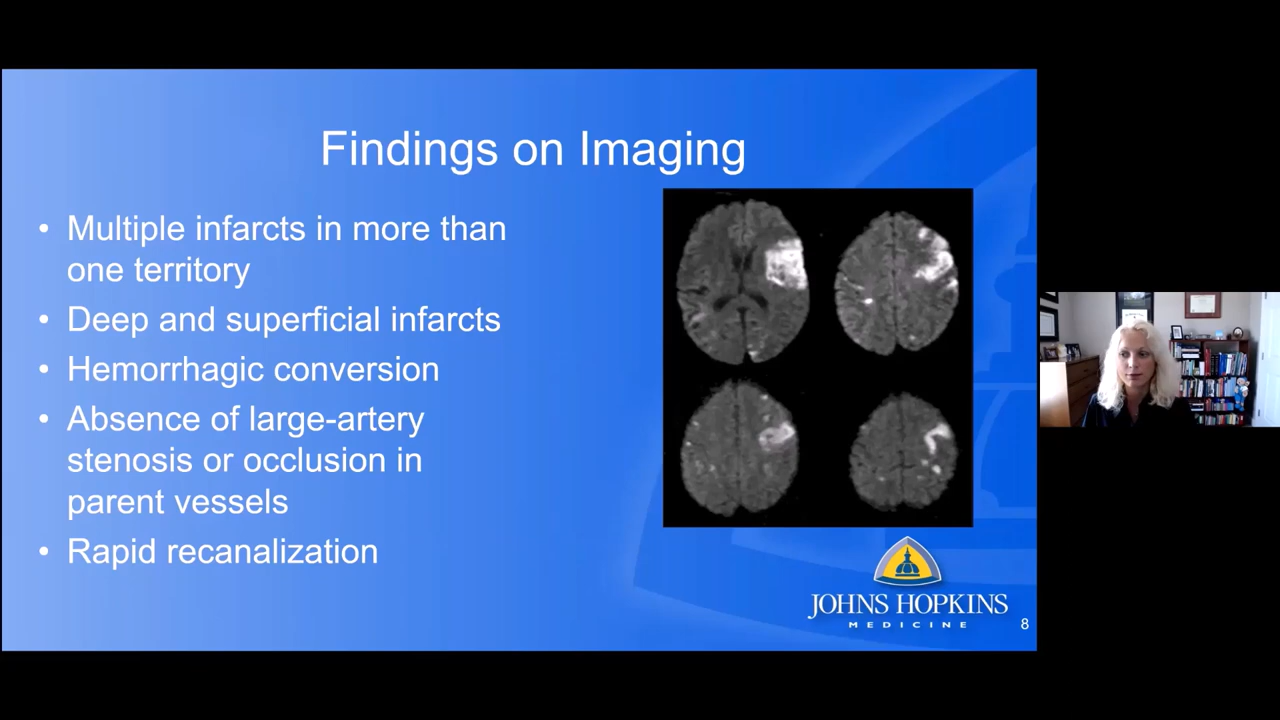 Findings on Imaging
• Multiple infarcts in more than
one territory
• Deep and superficial infarcts
• Hemorrhagic conversion
• Absence of large-artery
stenosis or occlusion in
parent vessels
• Rapid recanalization
JOHNS HOPKINS
MEDICINE
8